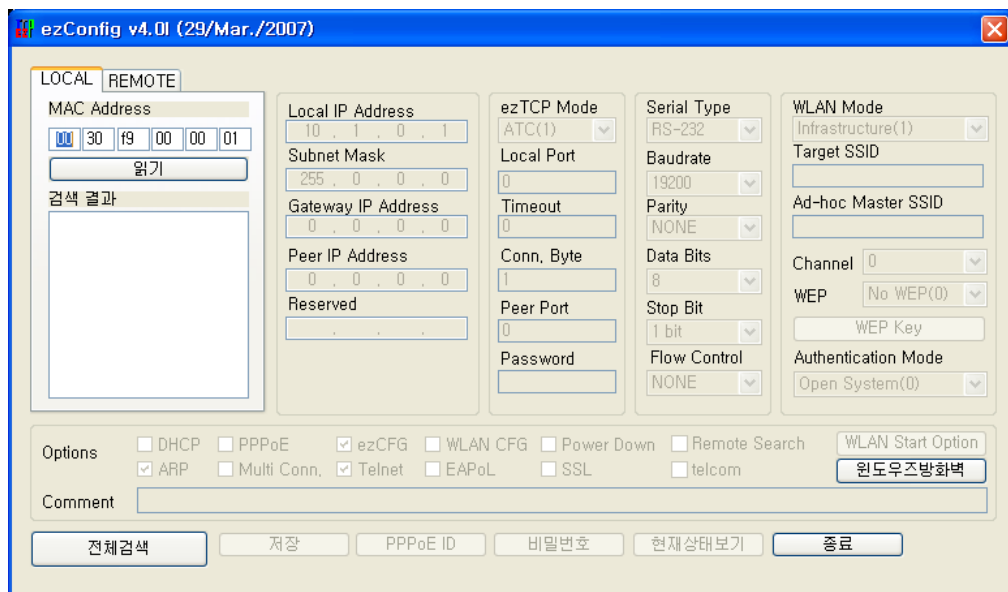 ezConfig v4.0I (29/Mar./2007)
LOCAL REMOTE
MAC Address
00 30 f9 00 00 01
읽기
검색 결과
Local IP Address
10 . 1 . 0 . 1
Subnet Mask
255 . 0 . 0 . 0
Gateway IP Address
0 . 0 . 0 . 0
Peer IP Address
0 . 0 . 0 . 0
Reserved
. . .
ezTCP Mode
ATC(1)
Local Port
0
Timeout
0
Conn. Byte
1
Peer Port
0
Password
Serial Type
RS-232
Baudrate
19200
Parity
NONE
Data Bits
8
Stop Bit
1 bit
Flow Control
NONE
WLAN Mode
Infrastructure(1)
Target SSID
Ad-hoc Master SSID
Channel 0
WEP No WEP(0)
WEP Key
Authentication Mode
Open System(0)
Options
DHCP PPPoE ezCFG WLAN CFG Power Down Remote Search WLAN Start Option
ARP Multi Conn. Telnet EAPoL SSL telcom 윈도우즈방화벽
Comment
전체검색 저장 PPPoE ID 비밀번호 현재상태보기 종료